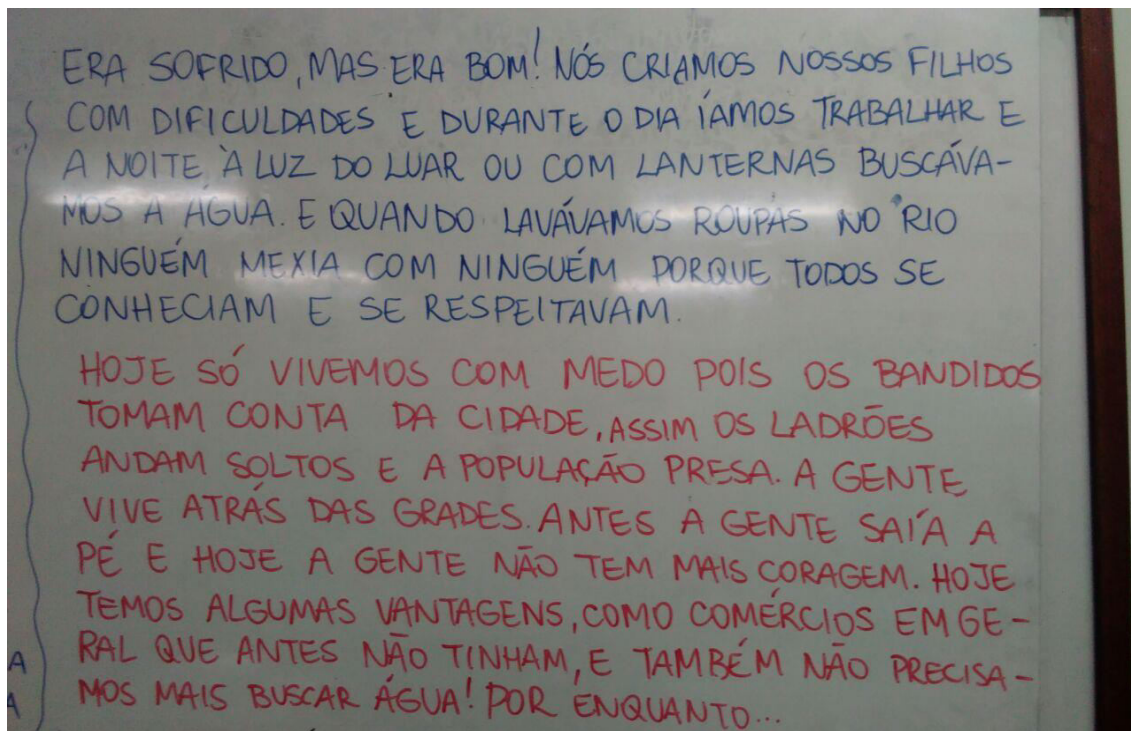 ERA SOFRIDO, MAS ERA BOM! NÓS CRIAMOS NOSSOS FILHOS
COM DIFICULDADES E DURANTE O DIA ÍAMOS TRABALHAR E
A NOITE, À LUZ DO LUAR OU COM LANTERNAS BUSCÁVA-
MOS A ÁGUA. E QUANDO LAVÁVAMOS ROUPAS NO RIO
NINGUÉM MEXIA COM NINGUÉM PORQUE TODOS SE
CONHECIAM E SE RESPEITAVAM.
HOJE SÓ VIVEMOS COM MEDO POIS OS BANDIDOS
TOMAM CONTA DA CIDADE, ASSIM OS LADRÕES
ANDAM SOLTOS E A POPULAÇÃO PRESA. A GENTE
VIVE ATRÁS DAS GRADES. ANTES A GENTE SAÍA A
PÉ E HOJE A GENTE NÃO TEM MAIS CORAGEM. HOJE
TEMOS ALGUMAS VANTAGENS, COMO COMÉRCIOS EM GE-
RAL QUE ANTES NÃO TINHAM, E TAMBÉM NÃO PRECISA-
MOS MAIS BUSCAR ÁGUA! POR ENQUANTO...
A
A